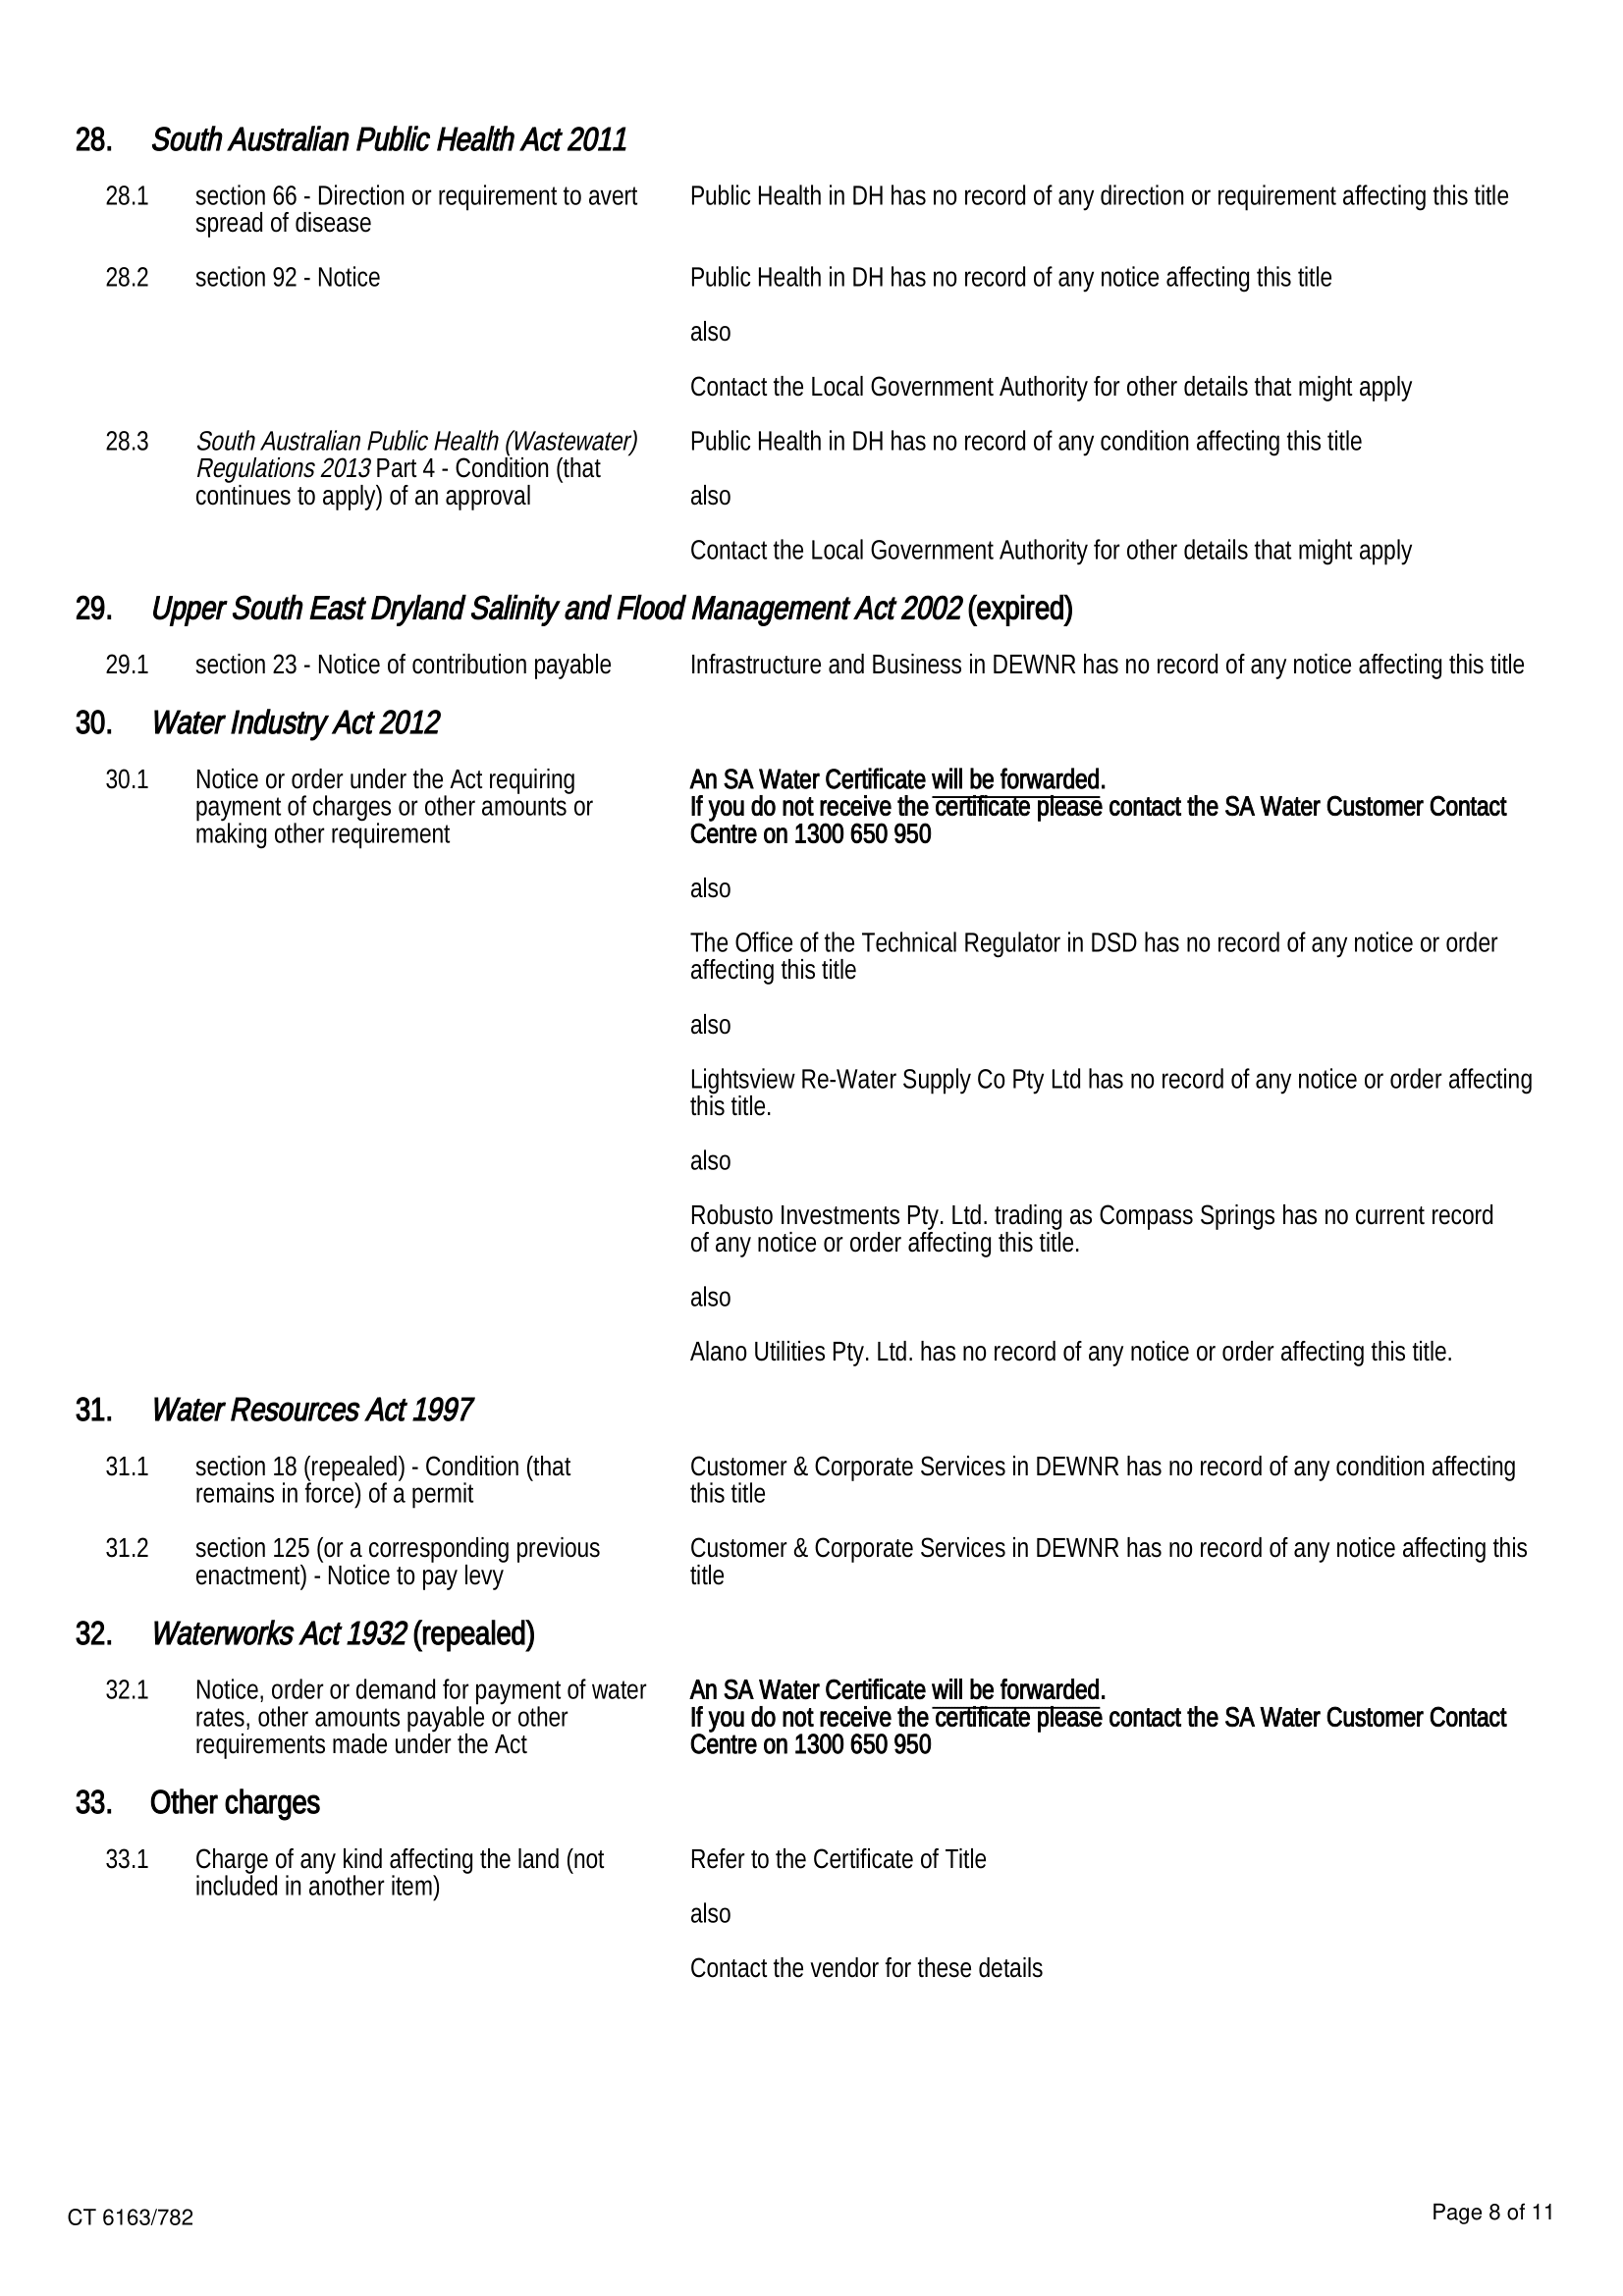 28. South Australian Public Health Act 2011
28.1 section 66 - Direction or requirement to avert
spread of disease
Public Health in DH has no record of any direction or requirement affecting this title
28.2 section 92 - Notice
Public Health in DH has no record of any notice affecting this title
also
Contact the Local Government Authority for other details that might apply
28.3 South Australian Public Health (Wastewater)
Regulations 2013 Part 4 - Condition (that
continues to apply) of an approval
Public Health in DH has no record of any condition affecting this title
also
Contact the Local Government Authority for other details that might apply
29. Upper South East Dryland Salinity and Flood Management Act 2002 (expired)
29.1 section 23 - Notice of contribution payable
Infrastructure and Business in DEWNR has no record of any notice affecting this title
30. Water Industry Act 2012
30.1 Notice or order under the Act requiring
payment of charges or other amounts or
making other requirement
An SA Water Certificate will be forwarded.
If you do not receive the certificate please contact the SA Water Customer Contact
Centre on 1300 650 950
also
The Office of the Technical Regulator in DSD has no record of any notice or order
affecting this title
also
Lightsview Re-Water Supply Co Pty Ltd has no record of any notice or order affecting
this title.
also
Robusto Investments Pty. Ltd. trading as Compass Springs has no current record
of any notice or order affecting this title.
also
Alano Utilities Pty. Ltd. has no record of any notice or order affecting this title.
31. Water Resources Act 1997
31.1 section 18 (repealed) - Condition (that
remains in force) of a permit
Customer & Corporate Services in DEWNR has no record of any condition affecting
this title
31.2 section 125 (or a corresponding previous
enactment) - Notice to pay levy
Customer & Corporate Services in DEWNR has no record of any notice affecting this
title
32. Waterworks Act 1932 (repealed)
32.1 Notice, order or demand for payment of water
rates, other amounts payable or other
requirements made under the Act
An SA Water Certificate will be forwarded.
If you do not receive the certificate please contact the SA Water Customer Contact
Centre on 1300 650 950
33. Other charges
33.1 Charge of any kind affecting the land (not
included in another item)
Refer to the Certificate of Title
also
Contact the vendor for these details
CT 6163/782
Page 8 of 11